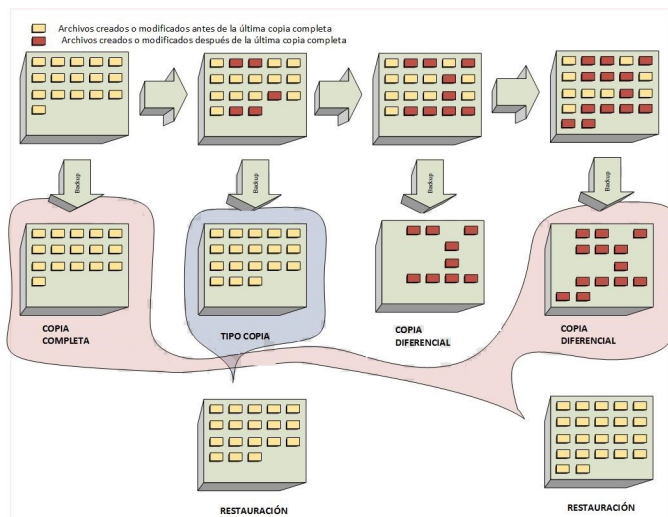 Archivos creados o modificados antes de la última copia completa
Archivos creados o modificados después de la última copia completa
Backup
Backup
Backup
Backup
COPIA
COMPLETA
TIPO COPIA
COPIA
DIFERENCIAL
COPIA
DIFERENCIAL
RESTAURACIÓN
RESTAURACIÓN